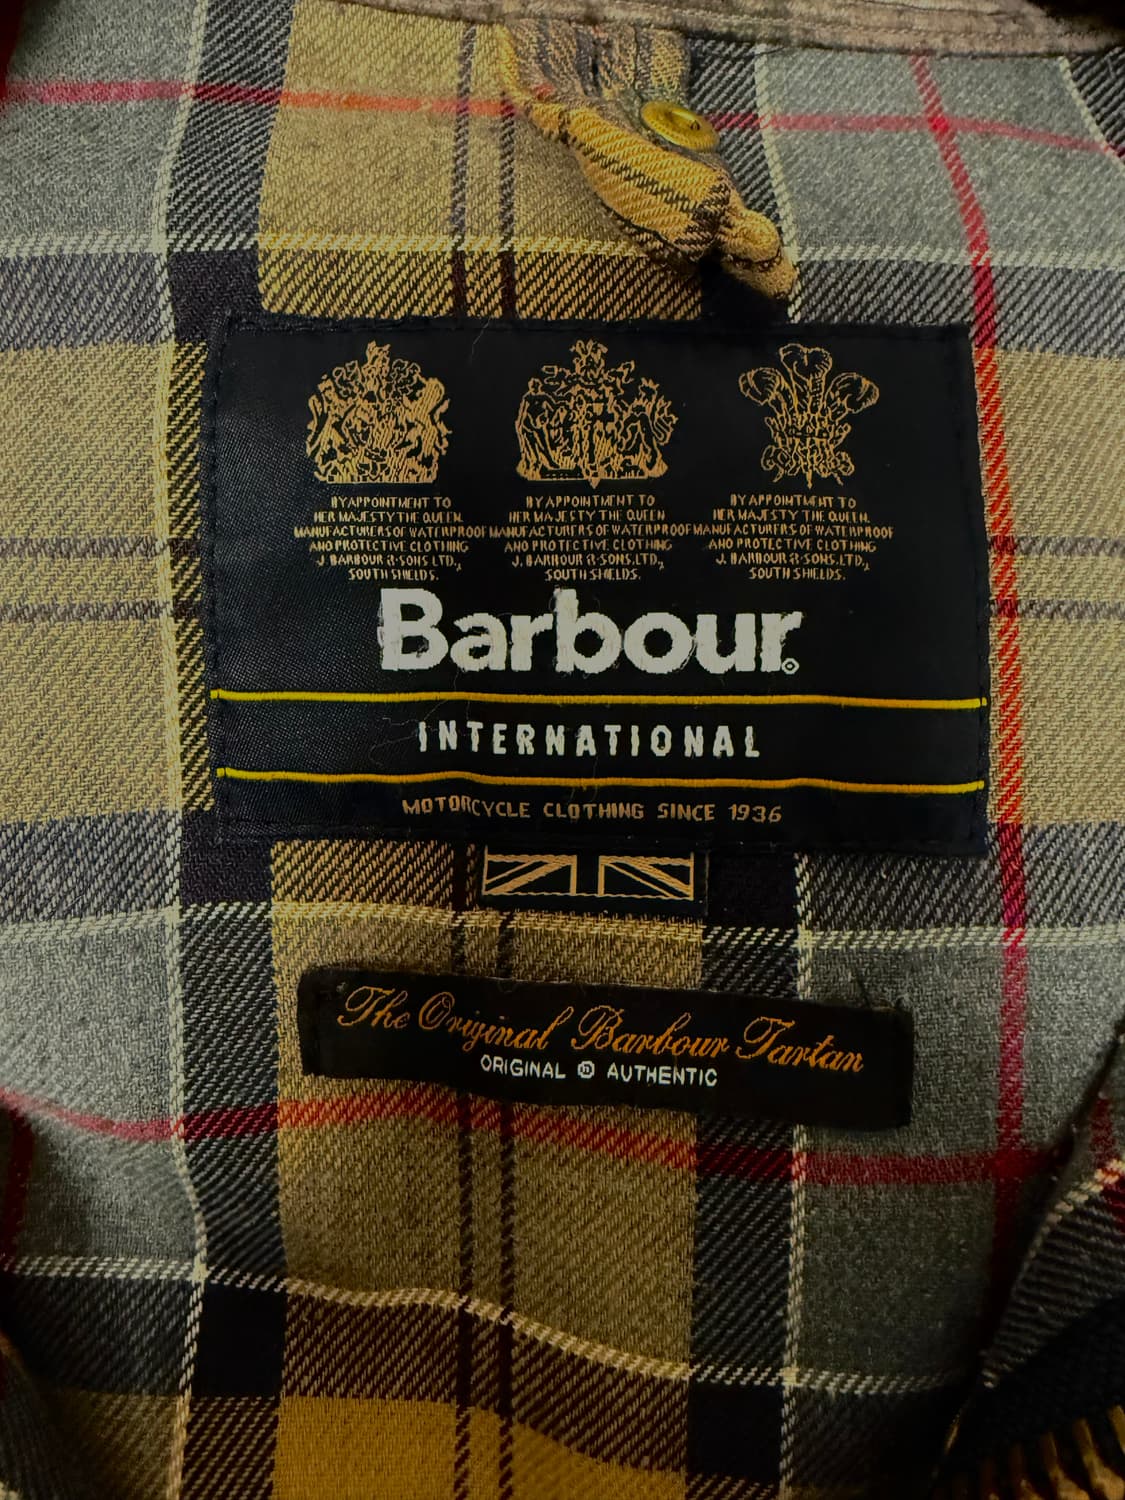 BY APPOINTMENT TO
HER MAJESTY THE QUEEN
MANUFACTURERS OF WATERPROOF
AND PROTECTIVE CLOTHING
J. BARBOUR & SONS. LTD.,
SOUTH SHIELDS.
BY APPOINTMENT TO
HER MAJESTY THE QUEEN
MANUFACTURERS OF WATERPROOF
AND PROTECTIVE CLOTHING
J. BARBOUR & SONS. LTD.,
SOUTH SHIELDS.
BY APPOINTMENT TO
HER MAJESTY THE QUEEN
MANUFACTURERS OF WATERPROOF
AND PROTECTIVE CLOTHING
J. BARBOUR & SONS. LTD.,
SOUTH SHIELDS.
Barbour
INTERNATIONAL
MOTORCYCLE CLOTHING SINCE 1936
The Original Barbour Tartan
ORIGINAL AUTHENTIC